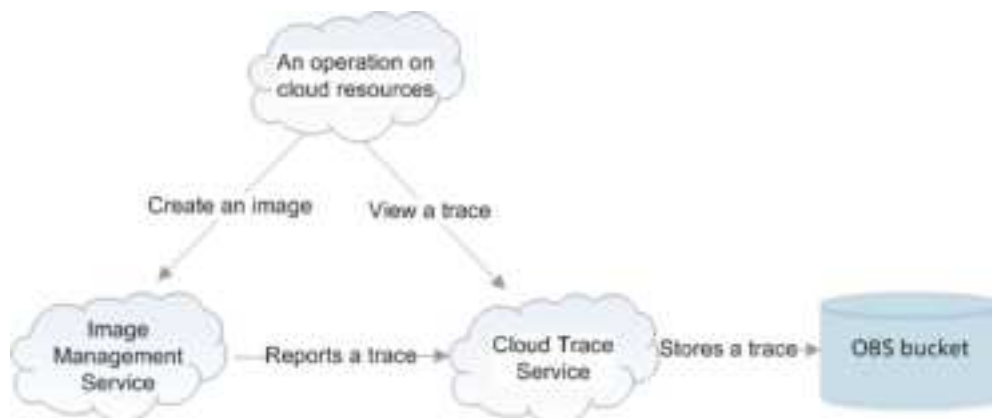 An operation on
cloud resources
Create an image
View a trace
Image
Management
Service
Reports a trace
Cloud Trace
Service
Stores a trace
OBS bucket